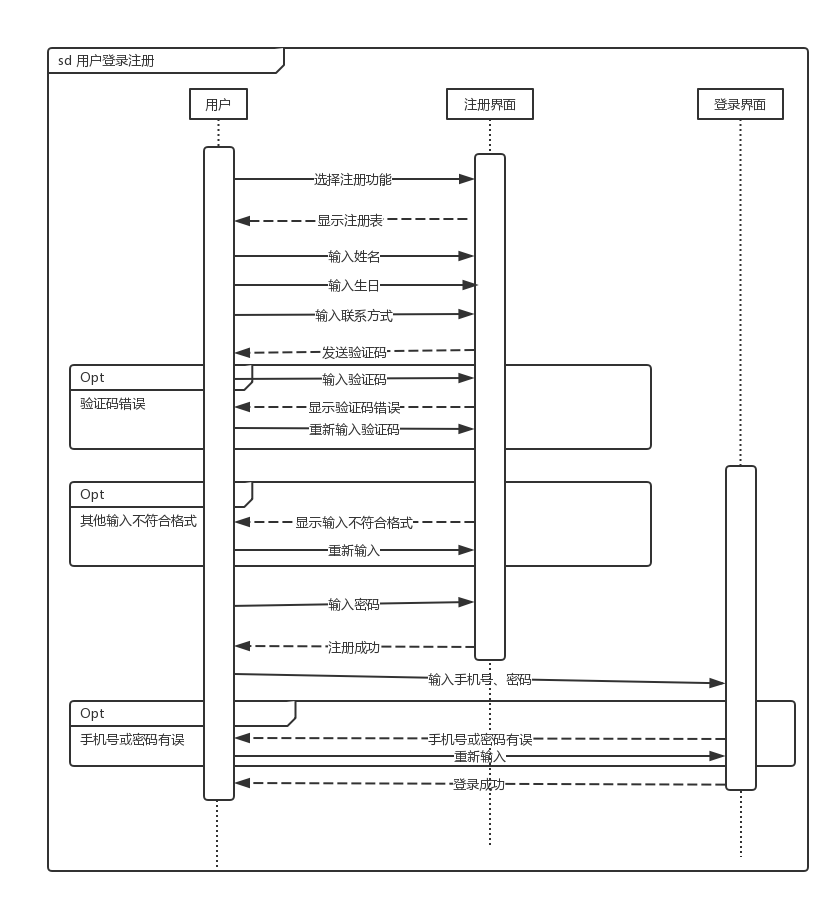 sd 用户登录注册
用户
注册界面
登录界面
选择注册功能
显示注册表
输入姓名
输入生日
输入联系方式
发送验证码
Opt
输入验证码
验证码错误
显示验证码错误
重新输入验证码
Opt
其他输入不符合格式
显示输入不符合格式
重新输入
输入密码
注册成功
输入手机号、密码
Opt
手机号或密码有误
手机号或密码有误
重新输入
登录成功